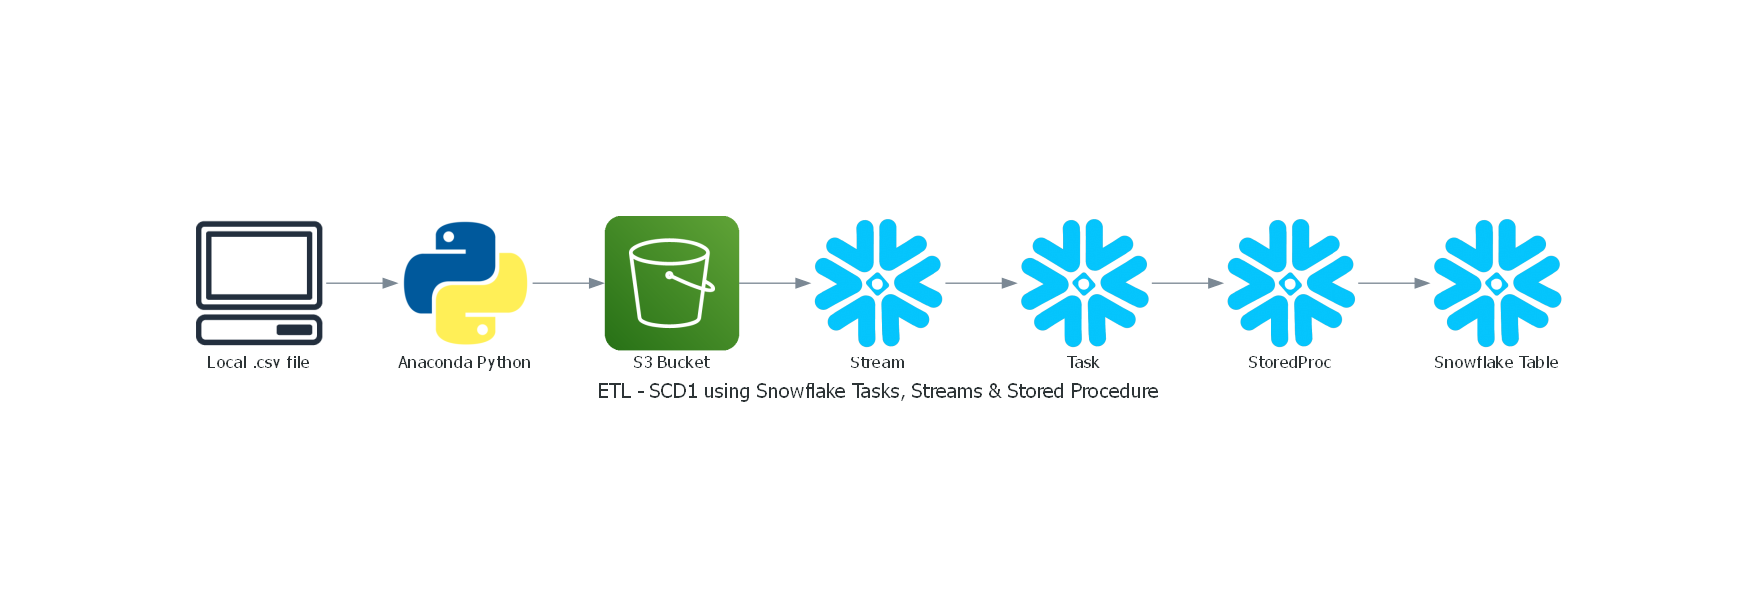 Local .csv file
Anaconda Python
S3 Bucket
Stream
Task
StoredProc
Snowflake Table
ETL - SCD1 using Snowflake Tasks, Streams & Stored Procedure